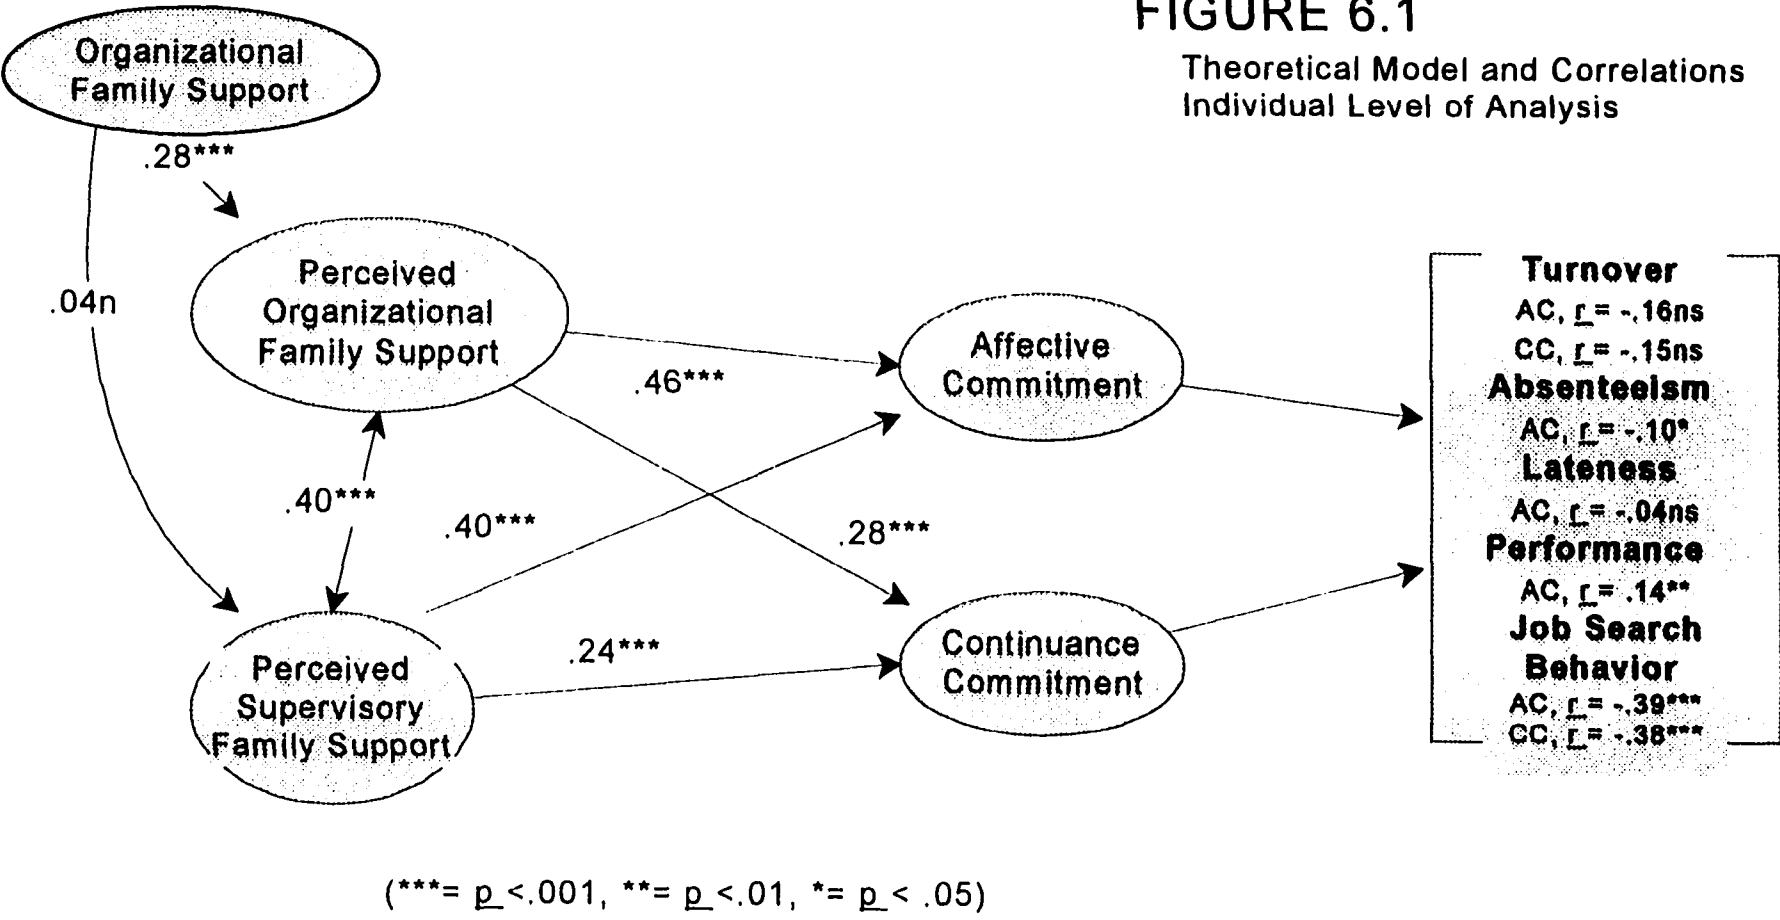 FIGURE 6.1
Theoretical Model and Correlations
Individual Level of Analysis
Organizational
Family Support
.28***
.04n
Perceived
Organizational
Family Support
.46***
Affective
Commitment
.40***
.40***
.28***
Perceived
Supervisory
Family Support
.24***
Continuance
Commitment
Turnover
AC, r = -.16ns
CC, r = -.15ns
Absenteeism
AC, r = -.10*
Lateness
AC, r = -.04ns
Performance
AC, r = .14**
Job Search
Behavior
AC, r = -.39***
CC, r = -.38***
(***= p <.001, **= p <.01, *= p < .05)